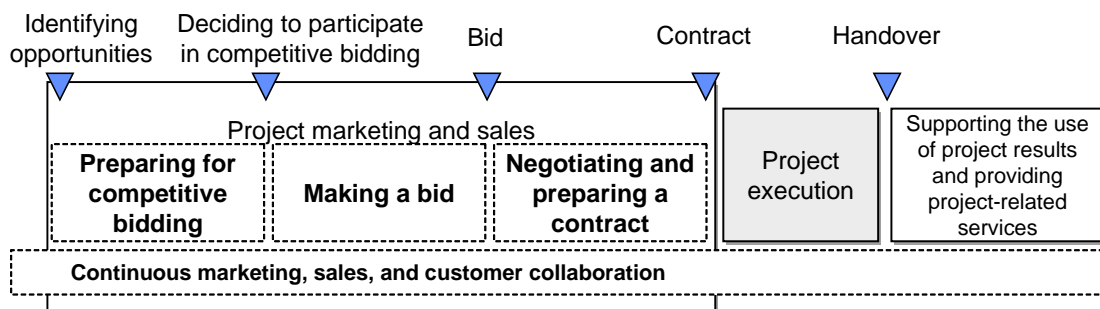 Identifying
opportunities
Deciding to participate
in competitive bidding
Bid
Contract
Handover
Project marketing and sales
Preparing for
competitive
bidding
Making a bid
Negotiating and
preparing a
contract
Project
execution
Supporting the use
of project results
and providing
project-related
services
Continuous marketing, sales, and customer collaboration